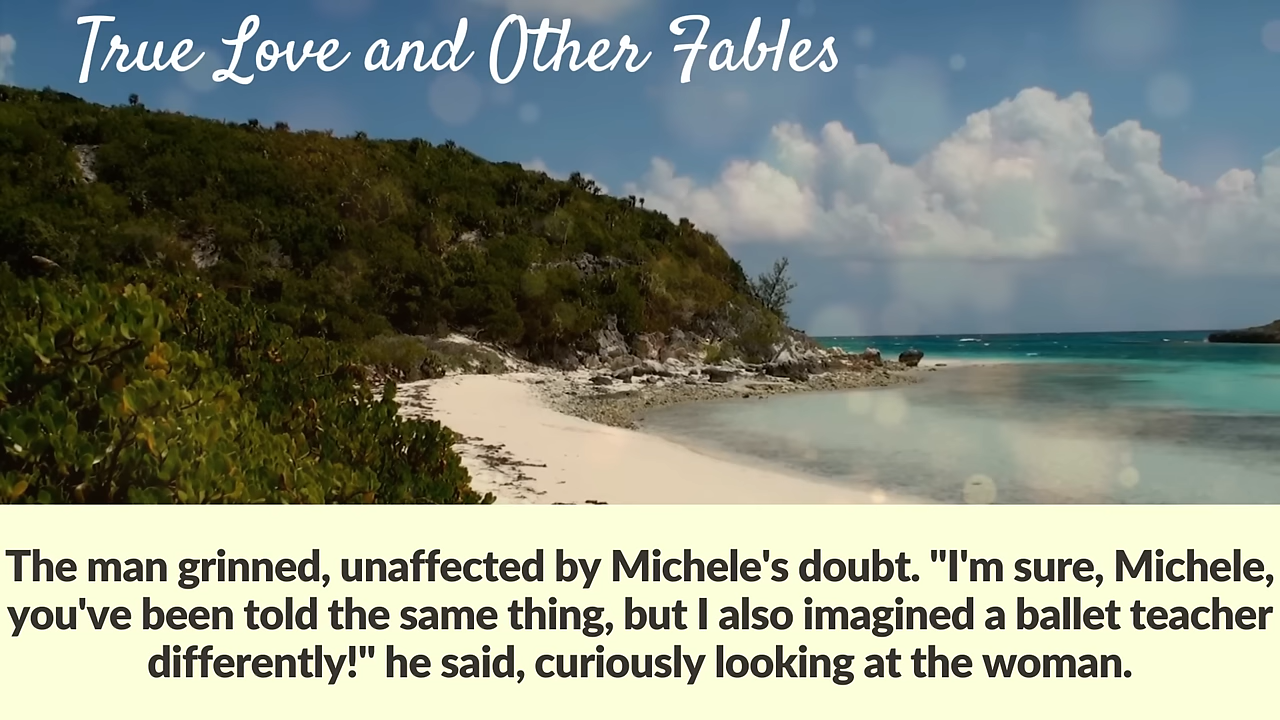 True Love and Other Fables
The man grinned, unaffected by Michele's doubt. "I'm sure, Michele,
you've been told the same thing, but I also imagined a ballet teacher
differently!" he said, curiously looking at the woman.